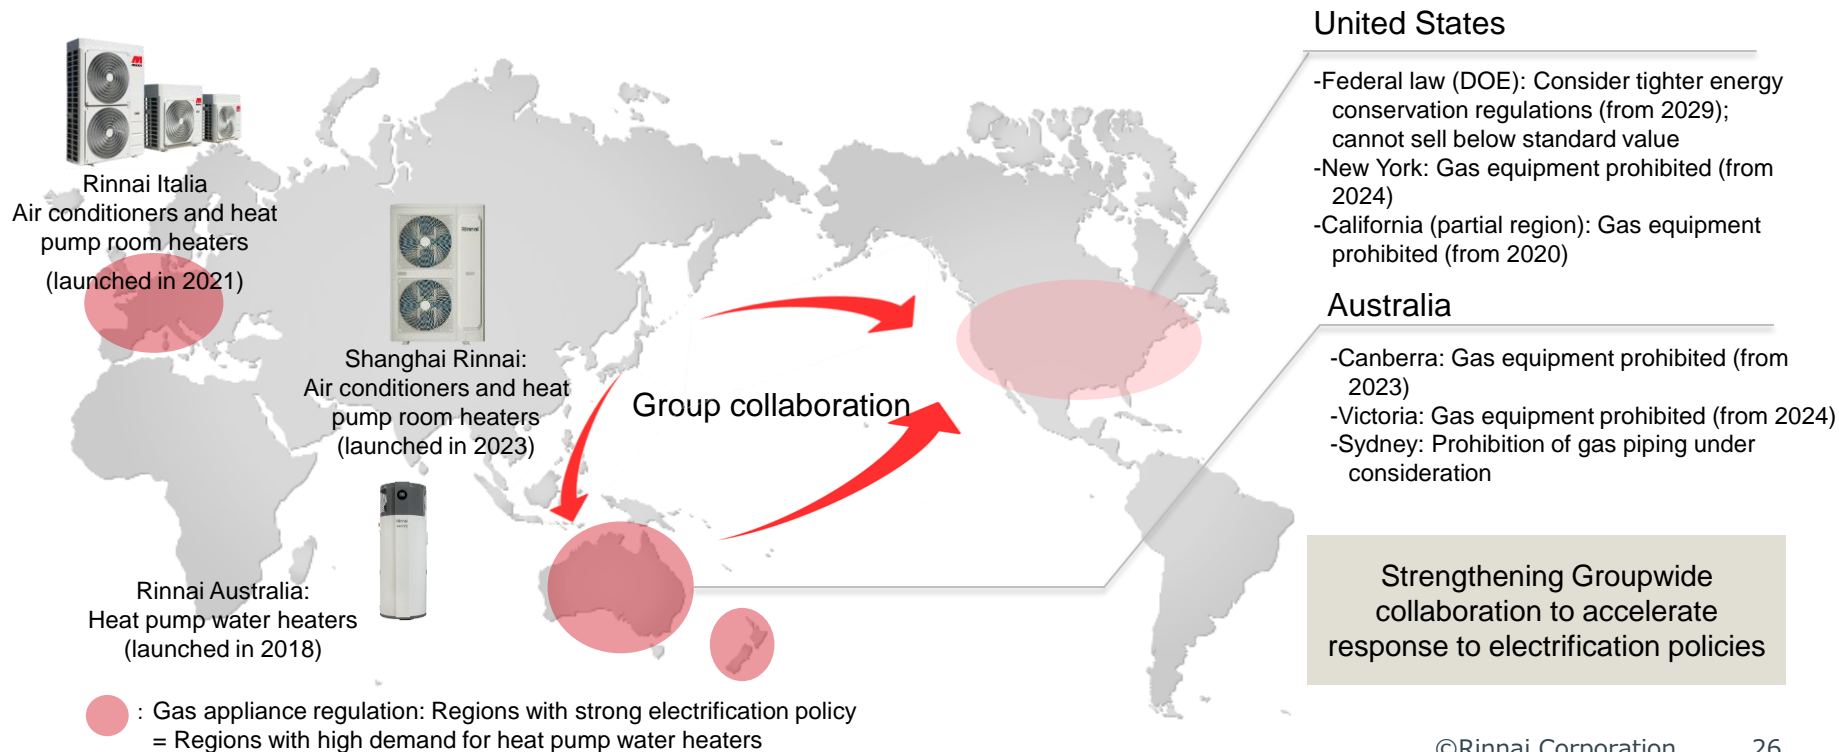 United States
-Federal law (DOE): Consider tighter energy
conservation regulations (from 2029);
cannot sell below standard value
-New York: Gas equipment prohibited (from
2024)
-California (partial region): Gas equipment
prohibited (from 2020)
Australia
-Canberra: Gas equipment prohibited (from
2023)
-Victoria: Gas equipment prohibited (from 2024)
-Sydney: Prohibition of gas piping under
consideration
Rinnai Italia
Air conditioners and heat
pump room heaters
(launched in 2021)
Rinnai
Shanghai Rinnai:
Air conditioners and heat
pump room heaters
(launched in 2023)
Group collaboration
Rinnai
Rinnai Australia:
Heat pump water heaters
(launched in 2018)
Strengthening Groupwide
collaboration to accelerate
response to electrification policies
: Gas appliance regulation: Regions with strong electrification policy
= Regions with high demand for heat pump water heaters
©Rinnai Corporation 26